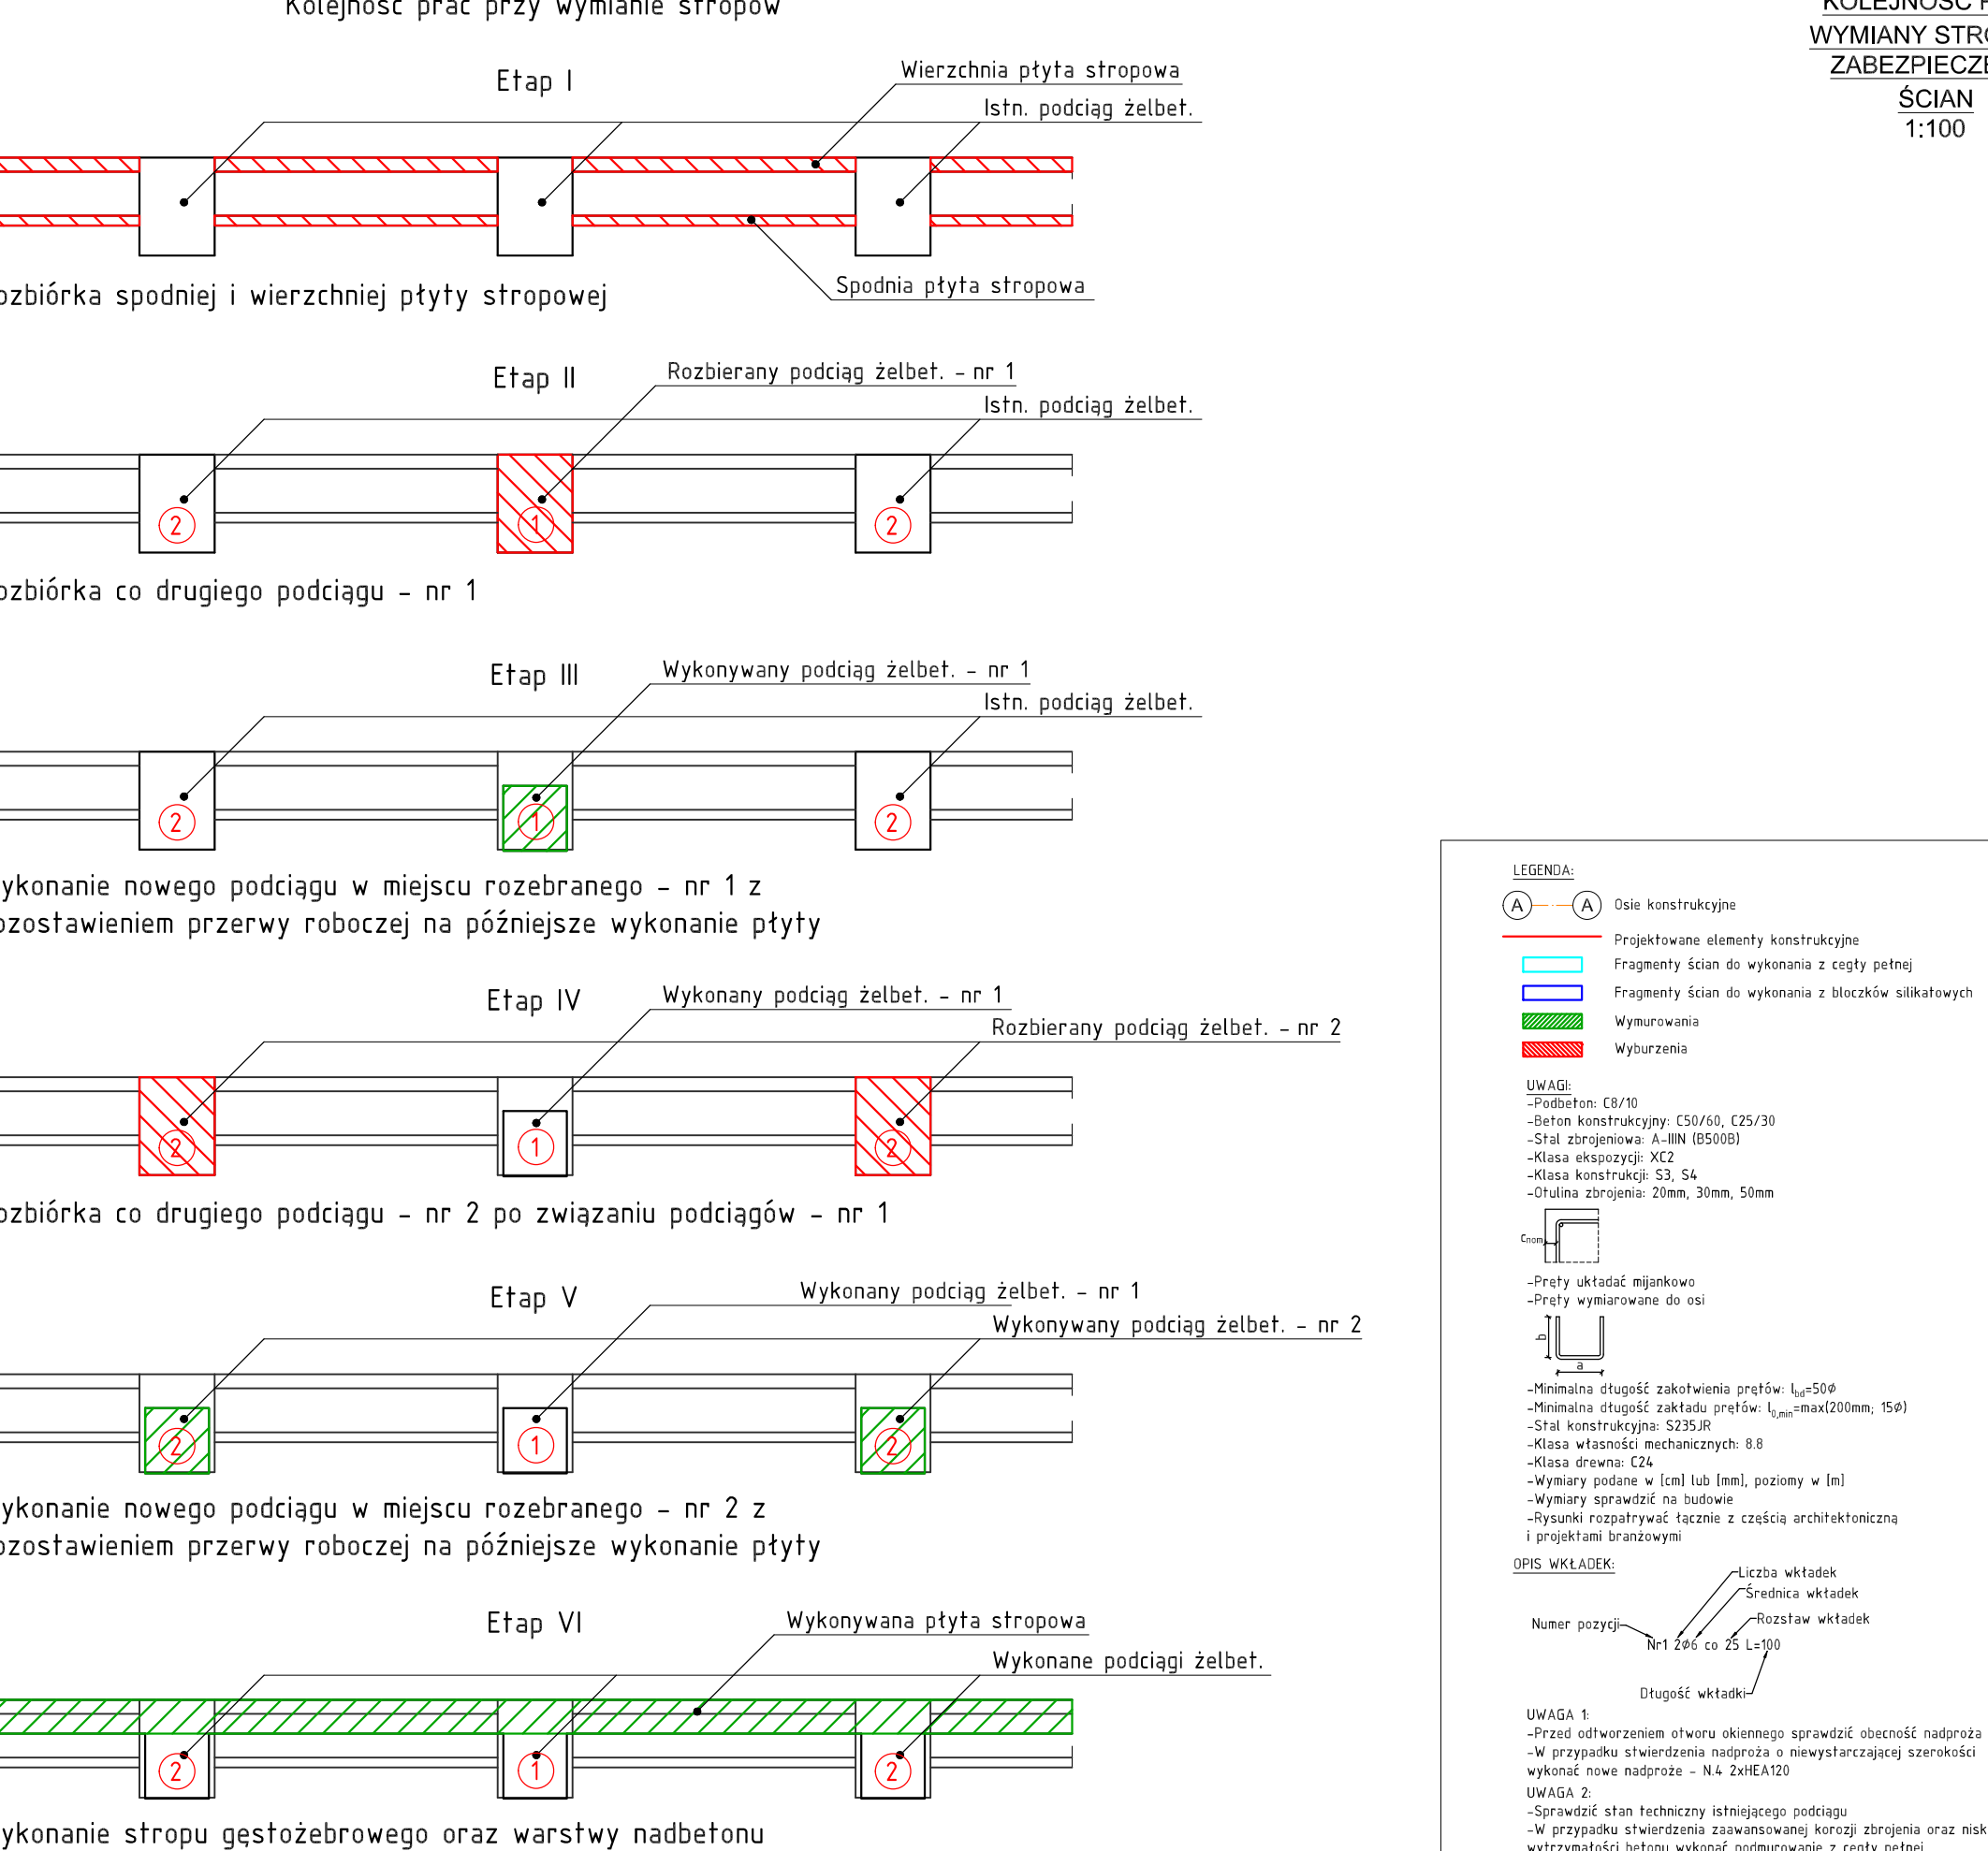 Kolejność prac przy wymianie stropów
Etap I
Wierzchnia płyta stropowa
Istn. podciąg żelbet.
Spodnia płyta stropowa
ozbiórka spodniej i wierzchniej płyty stropowej
Etap II
Rozbierany podciąg żelbet. - nr 1
Istn. podciąg żelbet.
2
1
2
ozbiórka co drugiego podciągu - nr 1
Etap III
Wykonywany podciąg żelbet. - nr 1
Istn. podciąg żelbet.
2
1
2
ykonanie nowego podciągu w miejscu rozebranego - nr 1 z
ozostawieniem przerwy roboczej na późniejsze wykonanie płyty
Etap IV
Wykonany podciąg żelbet. - nr 1
Rozbierany podciąg żelbet. - nr 2
2
1
2
ozbiórka co drugiego podciągu - nr 2 po związaniu podciągów - nr 1
Etap V
Wykonany podciąg żelbet. - nr 1
Wykonywany podciąg żelbet. - nr 2
2
1
2
ykonanie nowego podciągu w miejscu rozebranego - nr 2 z
ozostawieniem przerwy roboczej na późniejsze wykonanie płyty
Etap VI
Wykonywana płyta stropowa
Wykonane podciągi żelbet.
2
1
2
ykonanie stropu gęstożebrowego oraz warstwy nadbetonu
KOLEJNOŚĆ
WYMIANY STRO
ZABEZPIECZE
ŚCIAN
1:100
LEGENDA:
A A Osie konstrukcyjne
Projektowane elementy konstrukcyjne
Fragmenty ścian do wykonania z cegły pełnej
Fragmenty ścian do wykonania z bloczków silikatowych
Wymurowania
Wyburzenia
UWAGI:
-Podbeton: C8/10
-Beton konstrukcyjny: C50/60, C25/30
-Stal zbrojeniowa: A-IIIN (B500B)
-Klasa ekspozycji: XC2
-Klasa konstrukcji: S3, S4
-Otulina zbrojenia: 20mm, 30mm, 50mm
Cnom
-Pręty układać mijankowo
-Pręty wymiarowane do osi
b
a
-Minimalna długość zakotwienia prętów: lbd=50ϕ
-Minimalna długość zakładu prętów: l0,min=max(200mm; 15ϕ)
-Stal konstrukcyjna: S235JR
-Klasa własności mechanicznych: 8.8
-Klasa drewna: C24
-Wymiary podane w [cm] lub [mm], poziomy w [m]
-Wymiary sprawdzić na budowie
-Rysunki rozpatrywać łącznie z częścią architektoniczną
i projektami branżowymi
OPIS WKŁADEK:
Liczba wkładek
Średnica wkładek
Rozstaw wkładek
Numer pozycji
Nr1 2ϕ6 co 25 L=100
Długość wkładki
UWAGA 1:
-Przed odtworzeniem otworu okiennego sprawdzić obecność nadproża
-W przypadku stwierdzenia nadproża o niewystarczającej szerokości
wykonać nowe nadproże - N.4 2xHEA120
UWAGA 2:
-Sprawdzić stan techniczny istniejącego podciągu
-W przypadku stwierdzenia zaawansowanej korozji zbrojenia oraz nisk
wytrzymałości betonu wykonać podmurowanie z cegły pełnej